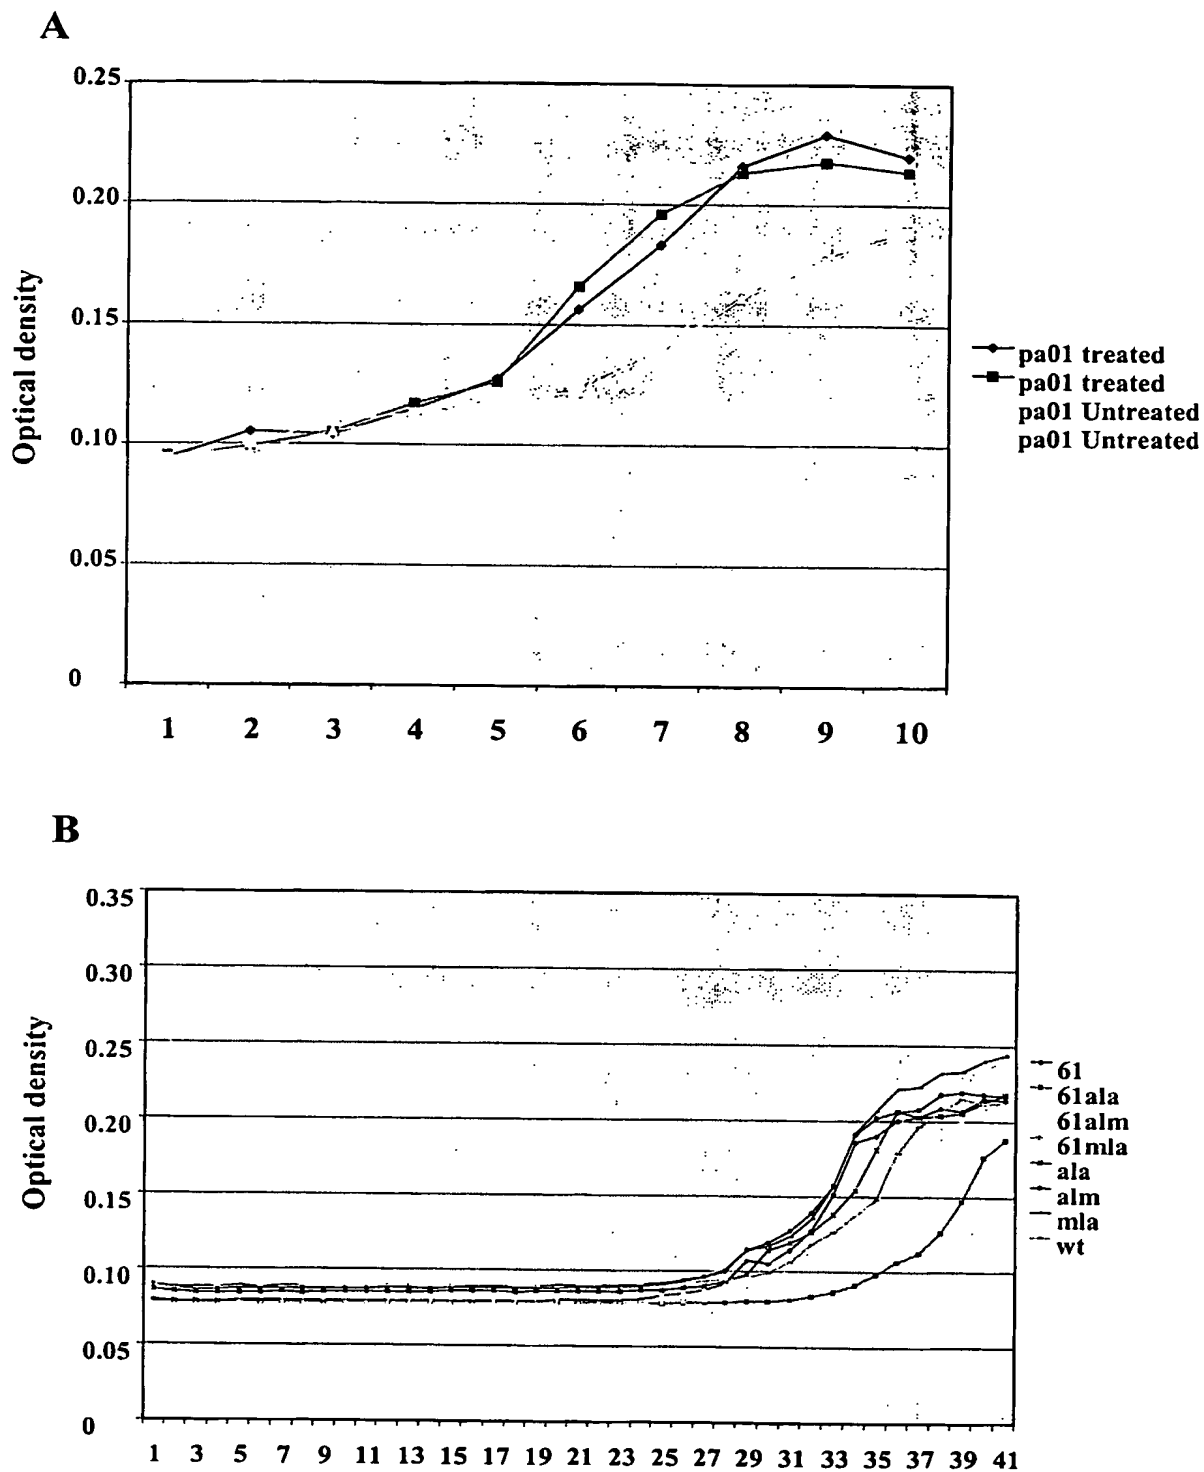 A
0.25
0.20
0.15
0.10
0.05
0
Optical density
1 2 3 4 5 6 7 8 9 10
pa01 treated
pa01 treated
pa01 Untreated
pa01 Untreated
B
0.35
0.30
0.25
0.20
0.15
0.10
0.05
0
Optical density
1 3 5 7 9 11 13 15 17 19 21 23 25 27 29 31 33 35 37 39 41
61
61ala
61alm
61mla
ala
alm
mla
wt